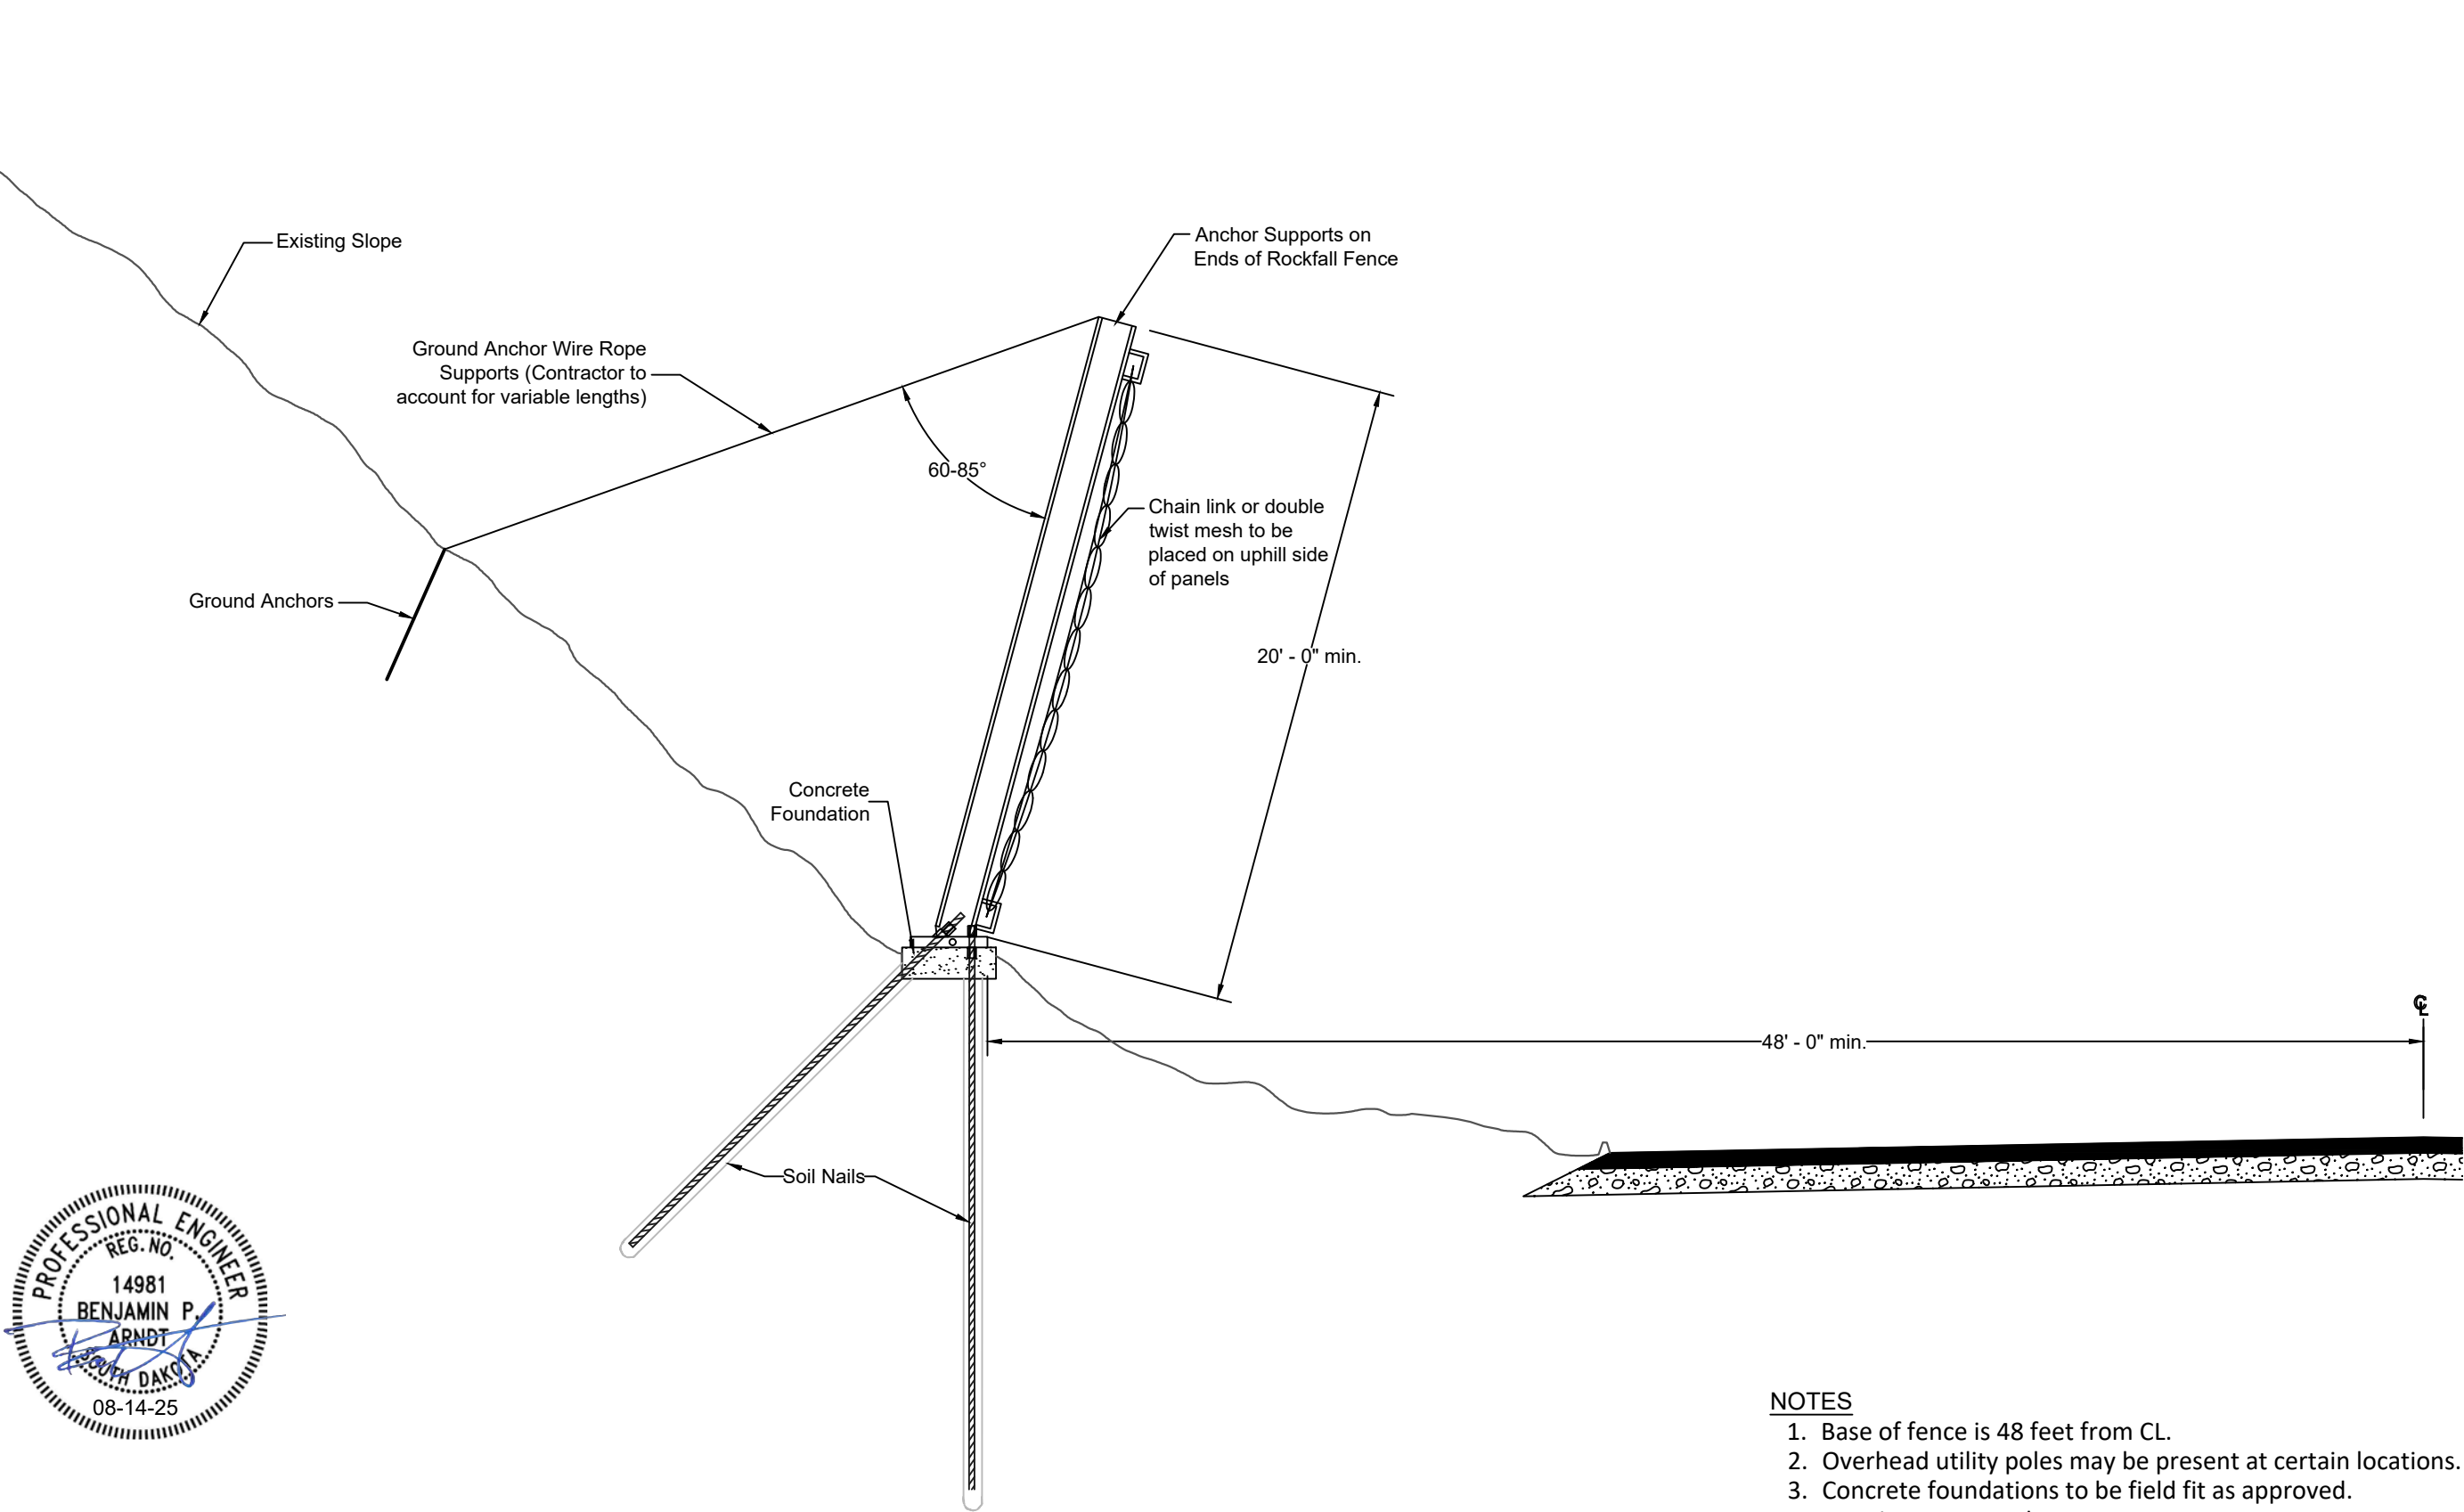 Existing Slope
Anchor Supports on
Ends of Rockfall Fence
Ground Anchor Wire Rope
Supports (Contractor to
account for variable lengths)
60-85°
Chain link or double
twist mesh to be
placed on uphill side
of panels
Ground Anchors
20' - 0" min.
Concrete
Foundation
℄
48' - 0" min.
Soil Nails
PROFESSIONAL ENGINEER
REG. NO.
14981
BENJAMIN P.
ARNDT
SOUTH DAKOTA
08-14-25
NOTES
1. Base of fence is 48 feet from CL.
2. Overhead utility poles may be present at certain locations.
3. Concrete foundations to be field fit as approved.